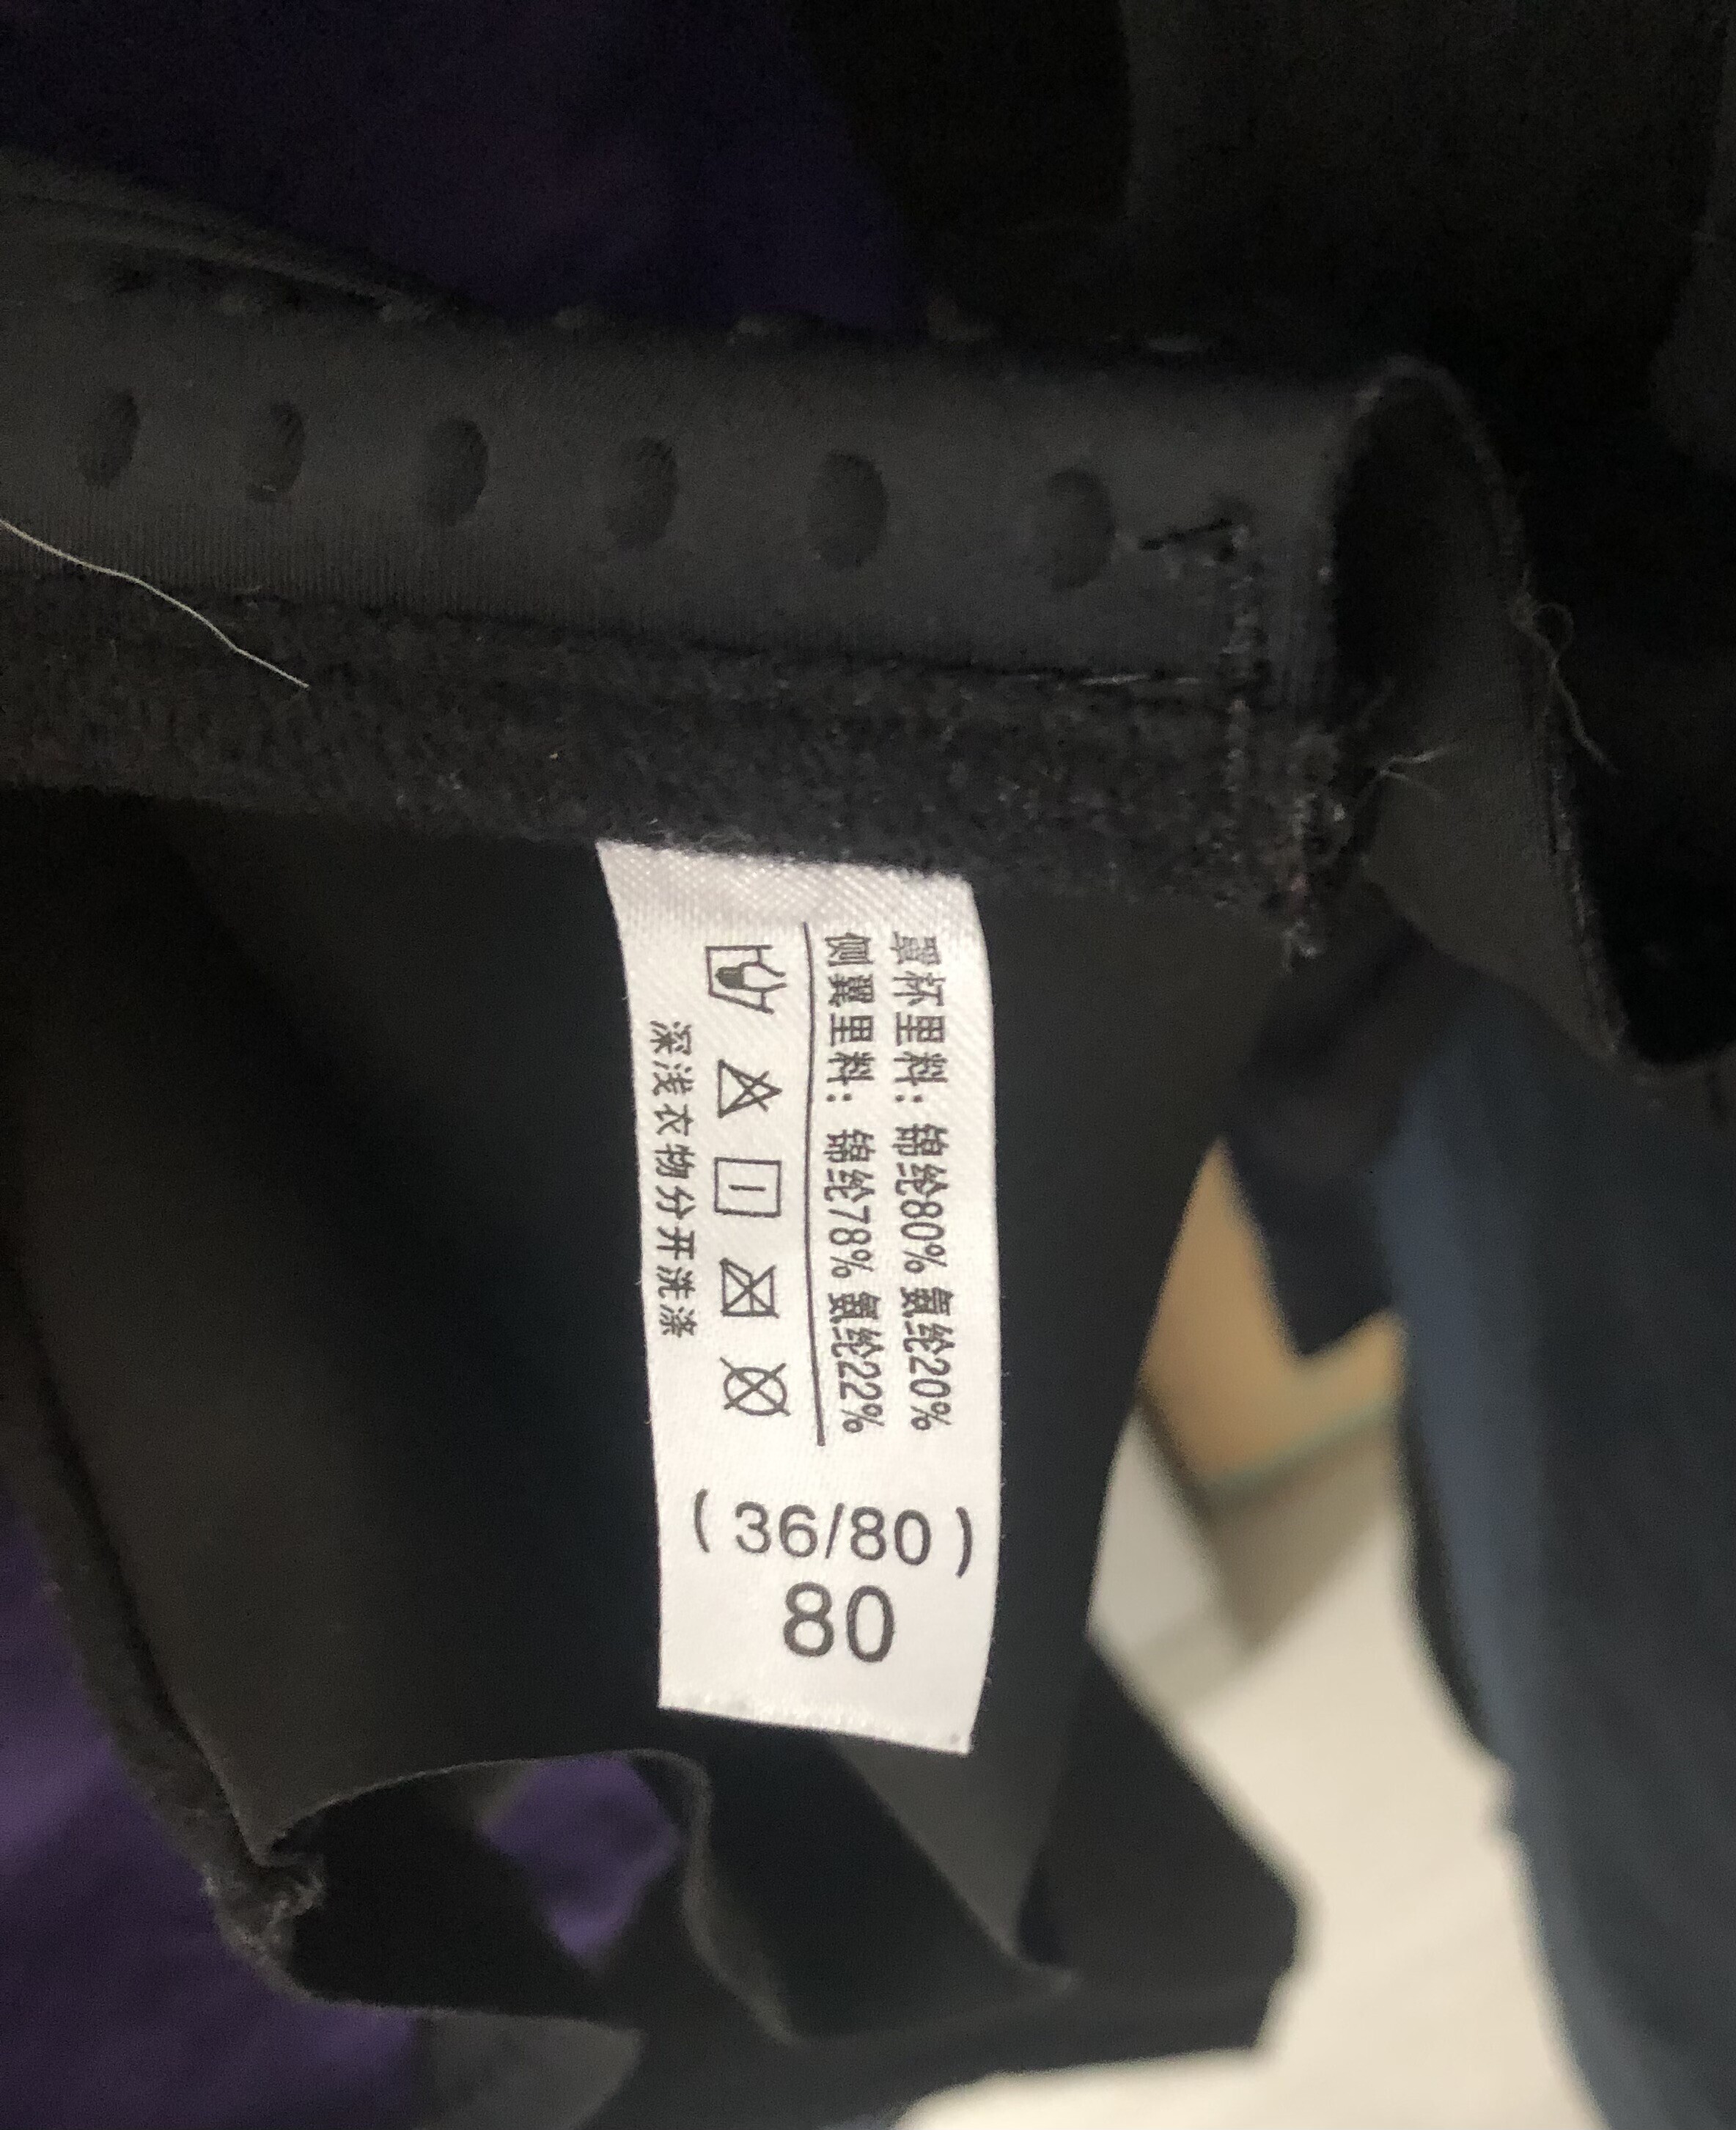 罩杯里料：锦纶80% 氨纶20%
侧翼里料：锦纶78% 氨纶22%
深浅衣物分开洗涤
(36/80)
80